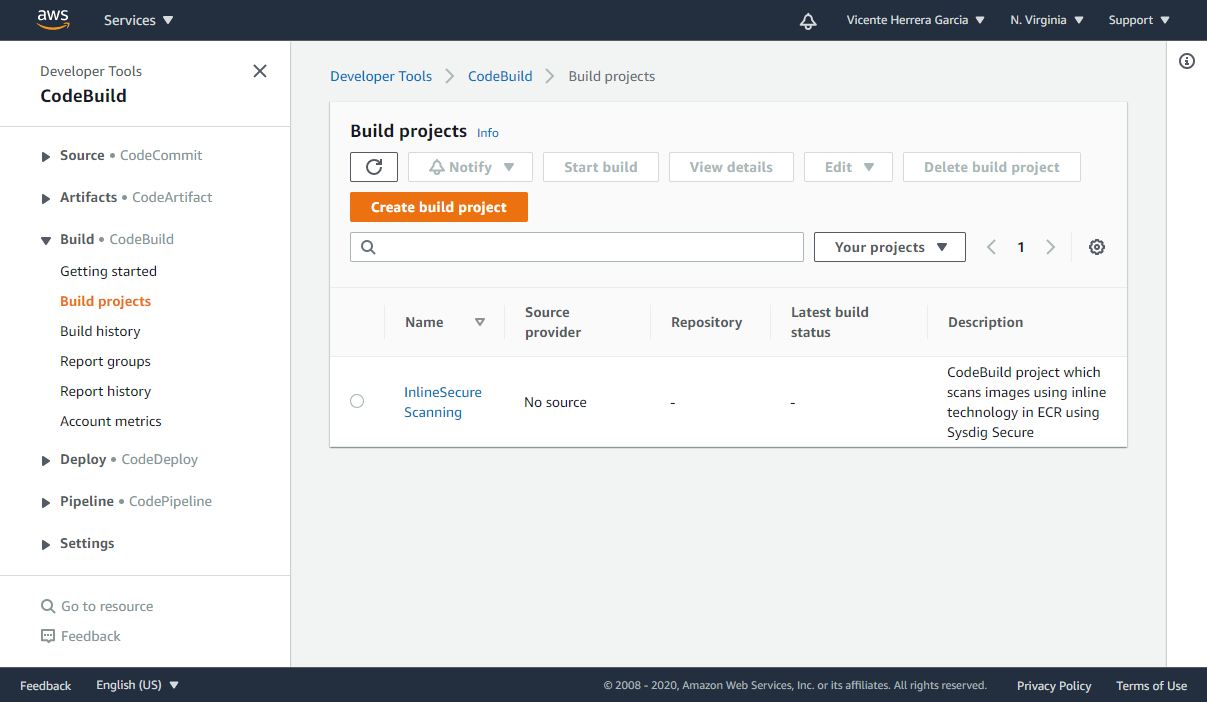 aws
Services
Vicente Herrera Garcia
N. Virginia
Support
Developer Tools
CodeBuild
Source • CodeCommit
Artifacts • CodeArtifact
Build • CodeBuild
Getting started
Build projects
Build history
Report groups
Report history
Account metrics
Deploy • CodeDeploy
Pipeline • CodePipeline
Settings
Go to resource
Feedback
Developer Tools
CodeBuild
Build projects
Build projects Info
Notify
Start build
View details
Edit
Delete build project
Create build project
Your projects
1
Name
Source
provider
Repository
Latest build
status
Description
InlineSecure
Scanning
No source
-
-
CodeBuild project which
scans images using inline
technology in ECR using
Sysdig Secure
Feedback
English (US)
© 2008 - 2020, Amazon Web Services, Inc. or its affiliates. All rights reserved.
Privacy Policy
Terms of Use